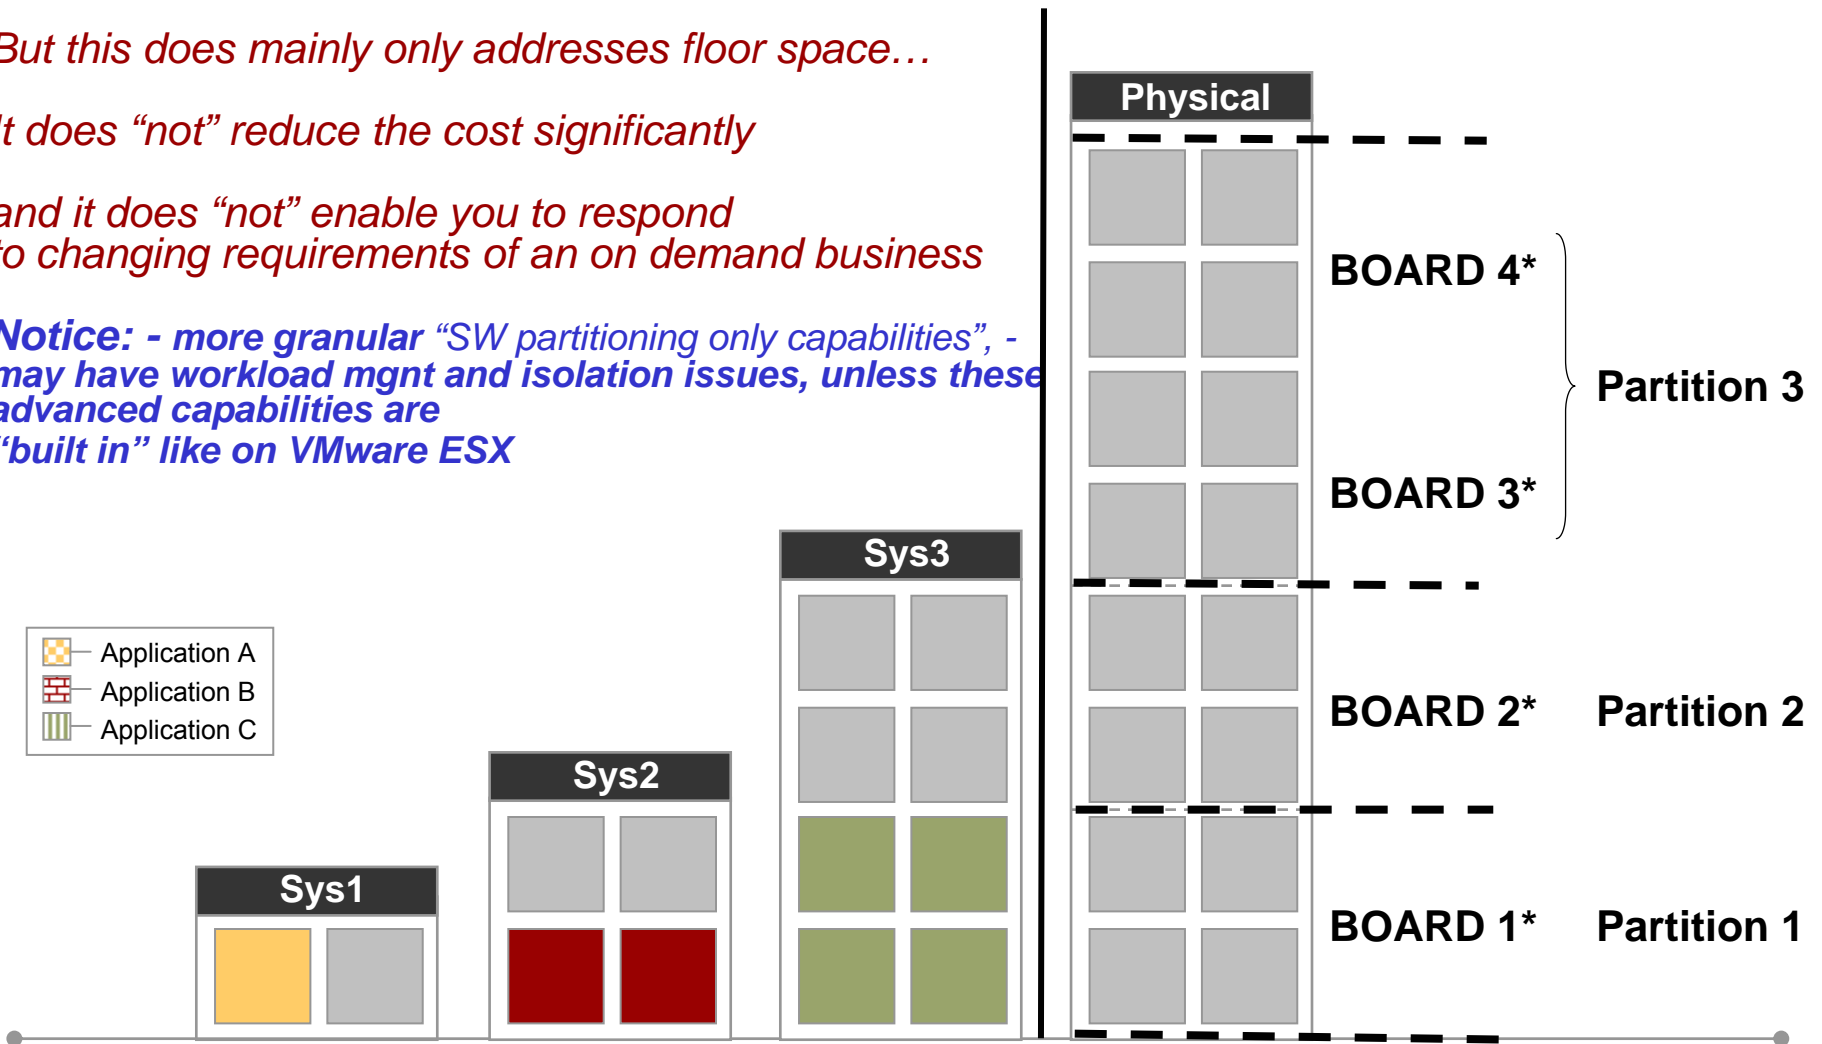 But this does mainly only addresses floor space…
It does “not” reduce the cost significantly
and it does “not” enable you to respond
to changing requirements of an on demand business
Notice: - more granular “SW partitioning only capabilities”, -
may have workload mgnt and isolation issues, unless these
advanced capabilities are
“built in” like on VMware ESX
Physical
BOARD 4*
Partition 3
BOARD 3*
Sys3
Application A
Application B
Application C
BOARD 2* Partition 2
Sys2
Sys1
BOARD 1* Partition 1